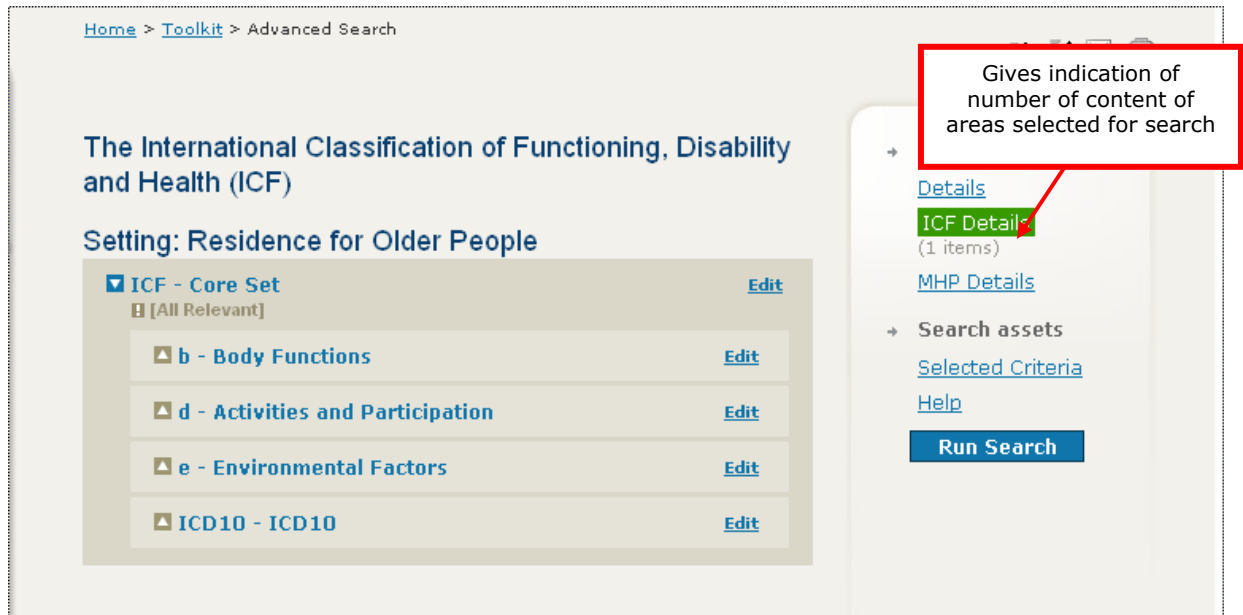 Home > Toolkit > Advanced Search
Gives indication of
number of content of
areas selected for search
The International Classification of Functioning, Disability
and Health (ICF)
Setting: Residence for Older People
ICF - Core Set Edit
[All Relevant]
b - Body Functions Edit
d - Activities and Participation Edit
e - Environmental Factors Edit
ICD10 - ICD10 Edit
Details
ICF Details
(1 items)
MHP Details
Search assets
Selected Criteria
Help
Run Search